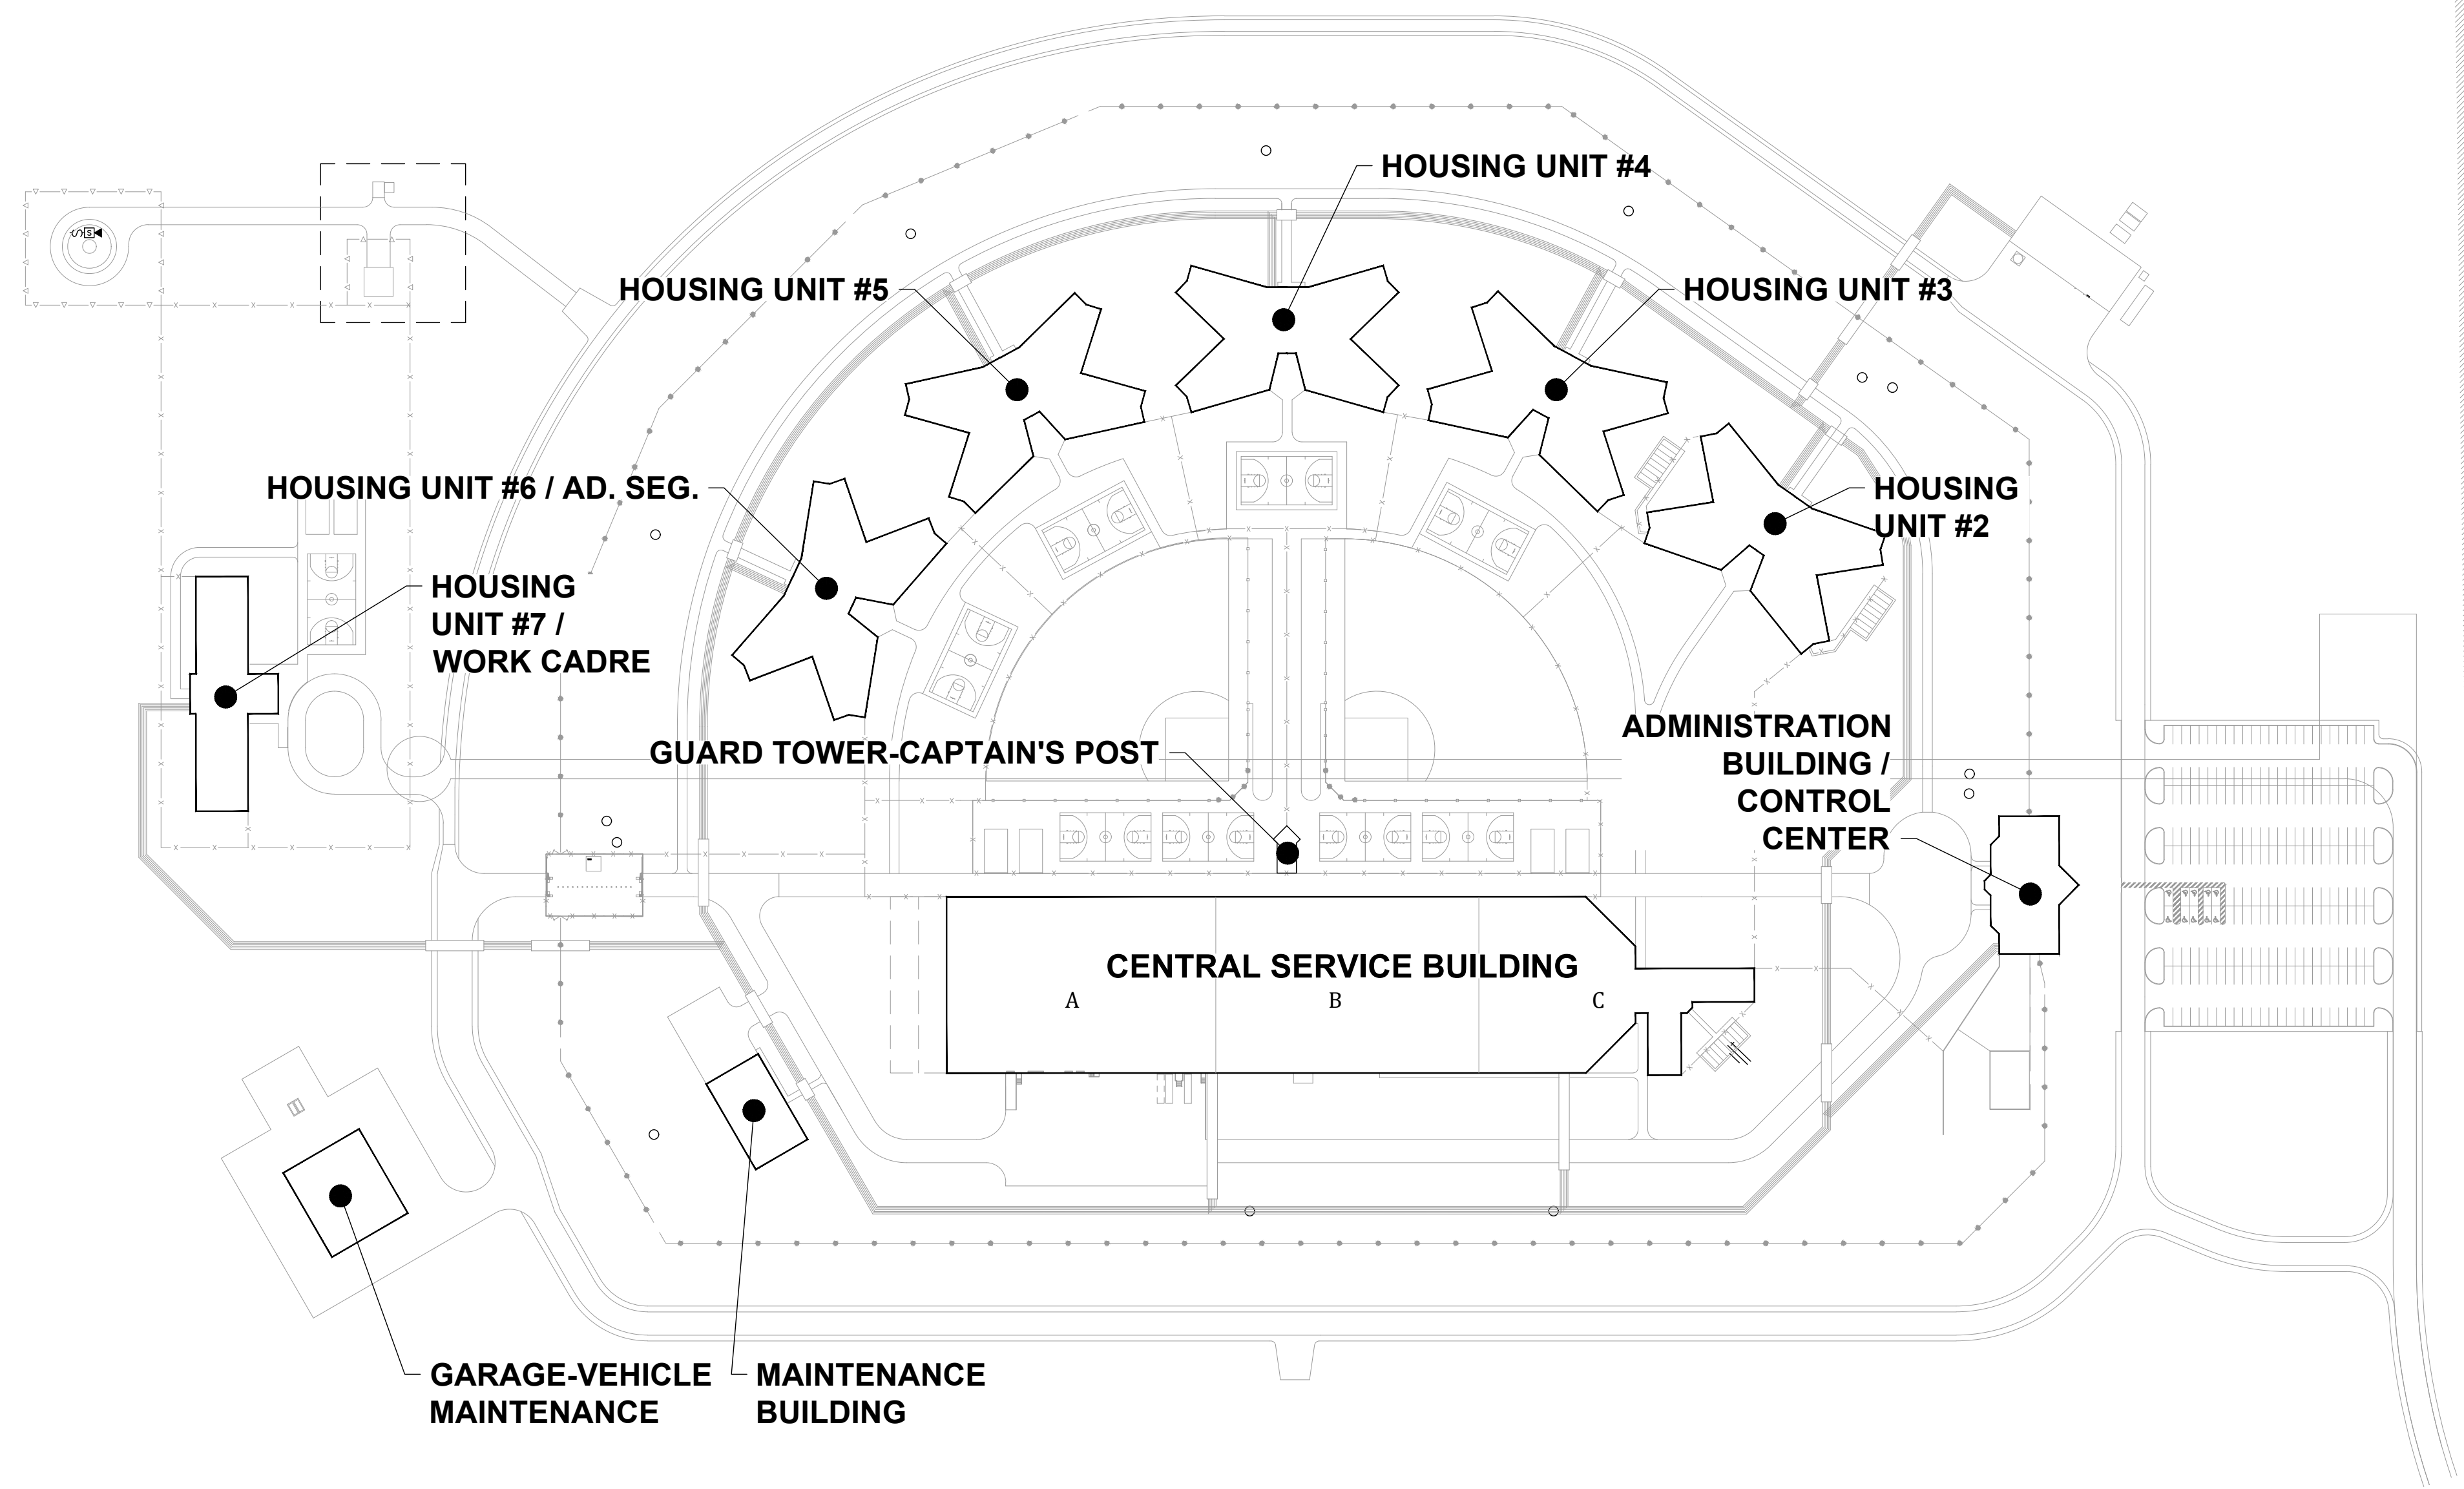 HOUSING UNIT #4
HOUSING UNIT #5
HOUSING UNIT #3
HOUSING UNIT #6 / AD. SEG.
HOUSING
UNIT #2
HOUSING
UNIT #7 /
WORK CADRE
GUARD TOWER-CAPTAIN'S POST
ADMINISTRATION
BUILDING /
CONTROL
CENTER
CENTRAL SERVICE BUILDING
A
B
C
GARAGE-VEHICLE
MAINTENANCE
MAINTENANCE
BUILDING
S